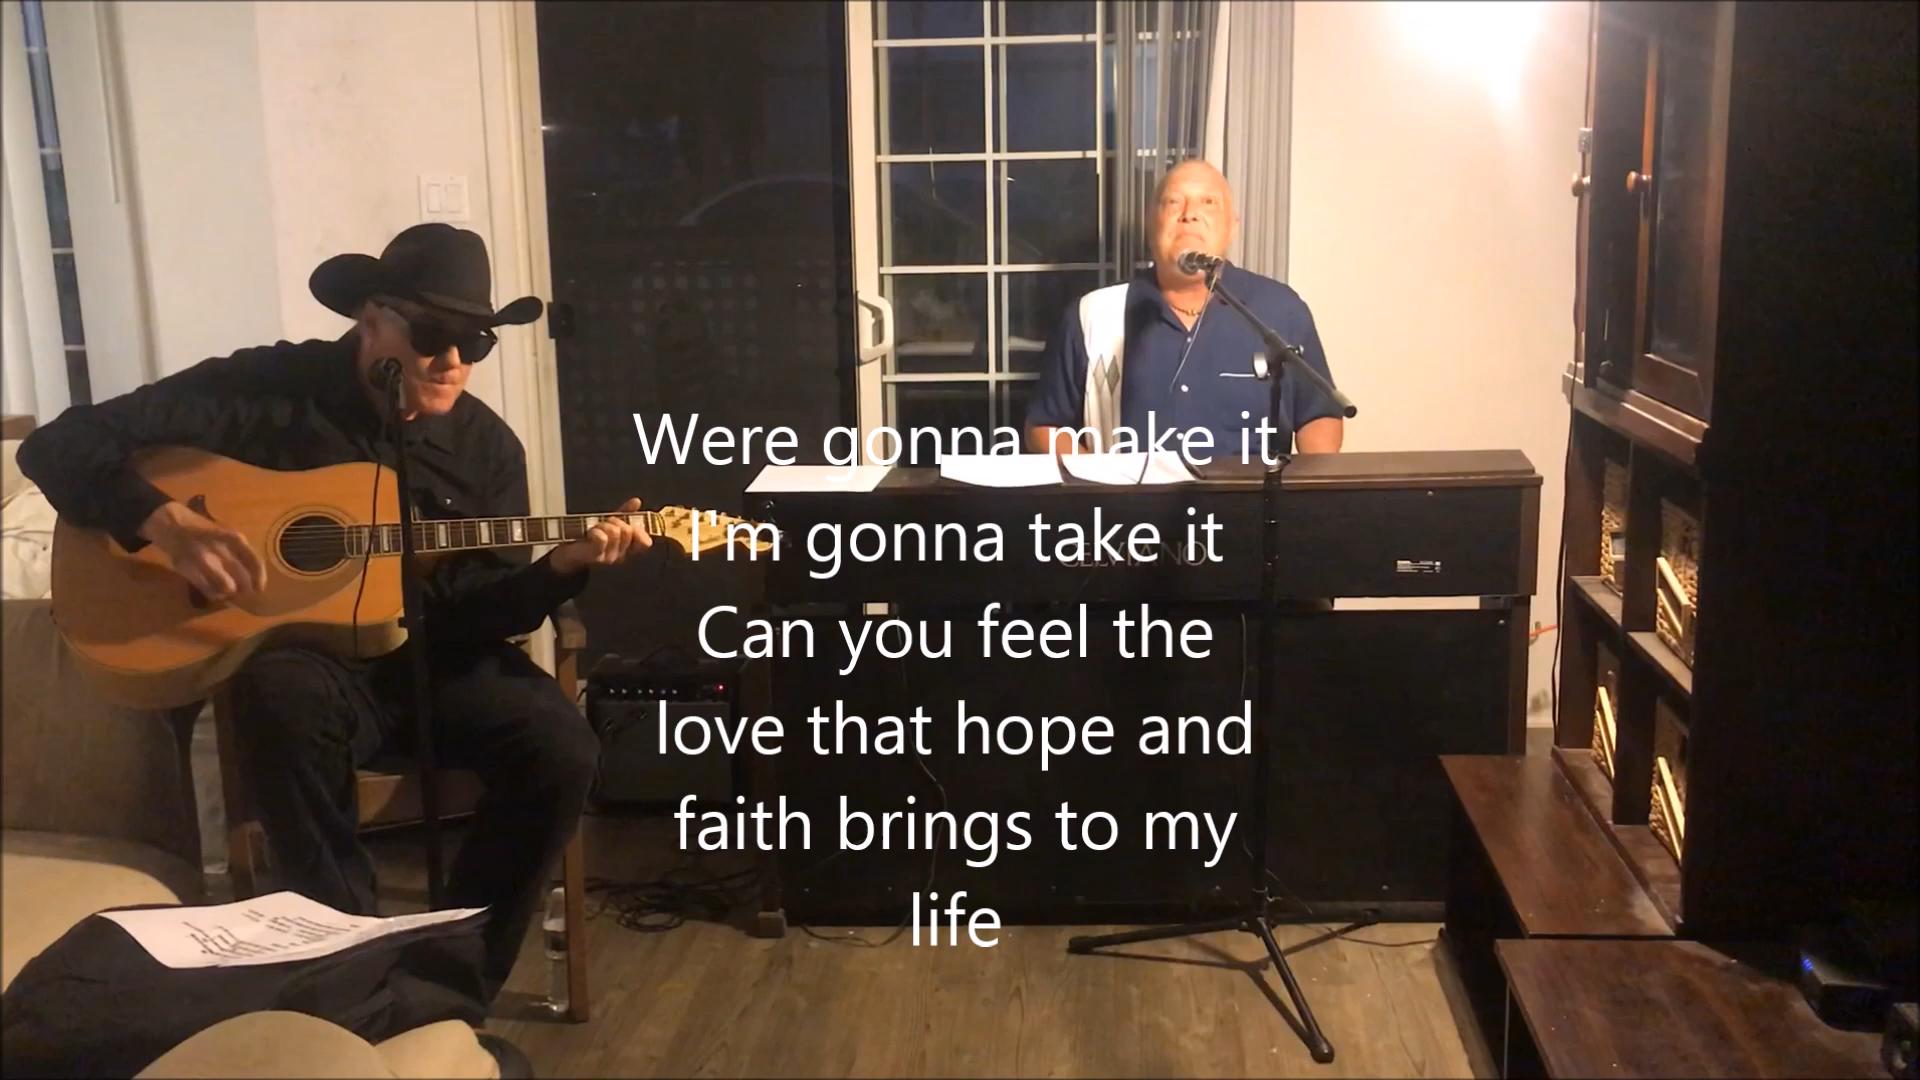 Were gonna make it
I'm gonna take it
CELVIANO
Can you feel the
love that hope and
faith brings to my
life